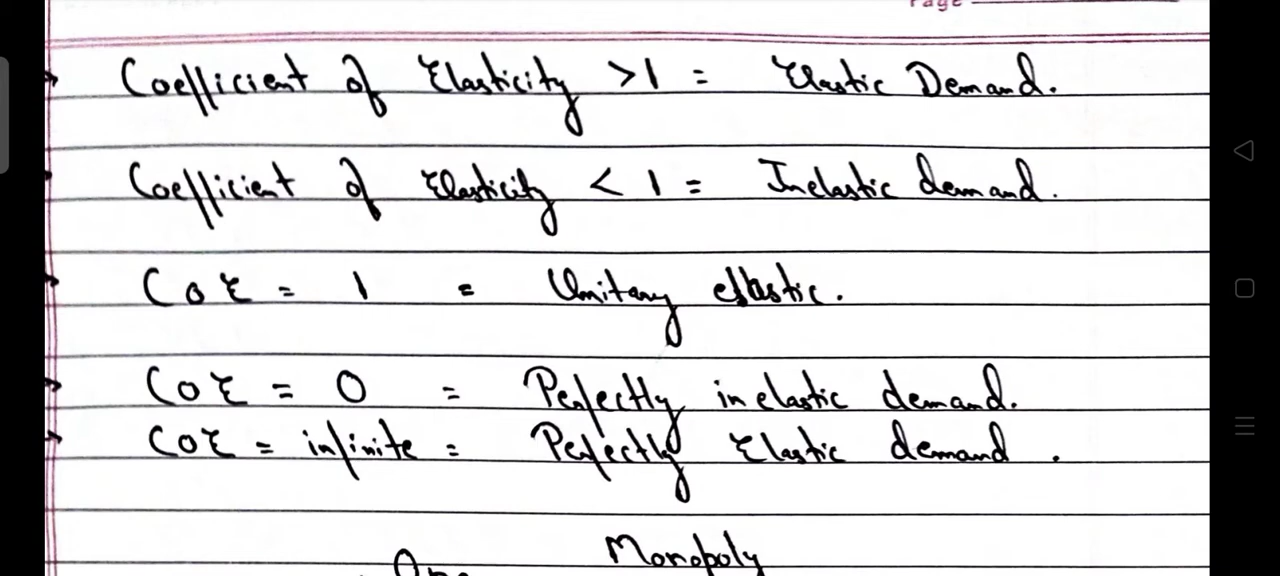 Page
Coefficient of Elasticity >1 = Elastic Demand.
Coefficient of Elasticity < 1 = Inelastic demand.
COE = 1 = Unitary elastic.
COE = 0 = Perfectly inelastic demand.
COE = infinite = Perfectly Elastic demand.
Monopoly